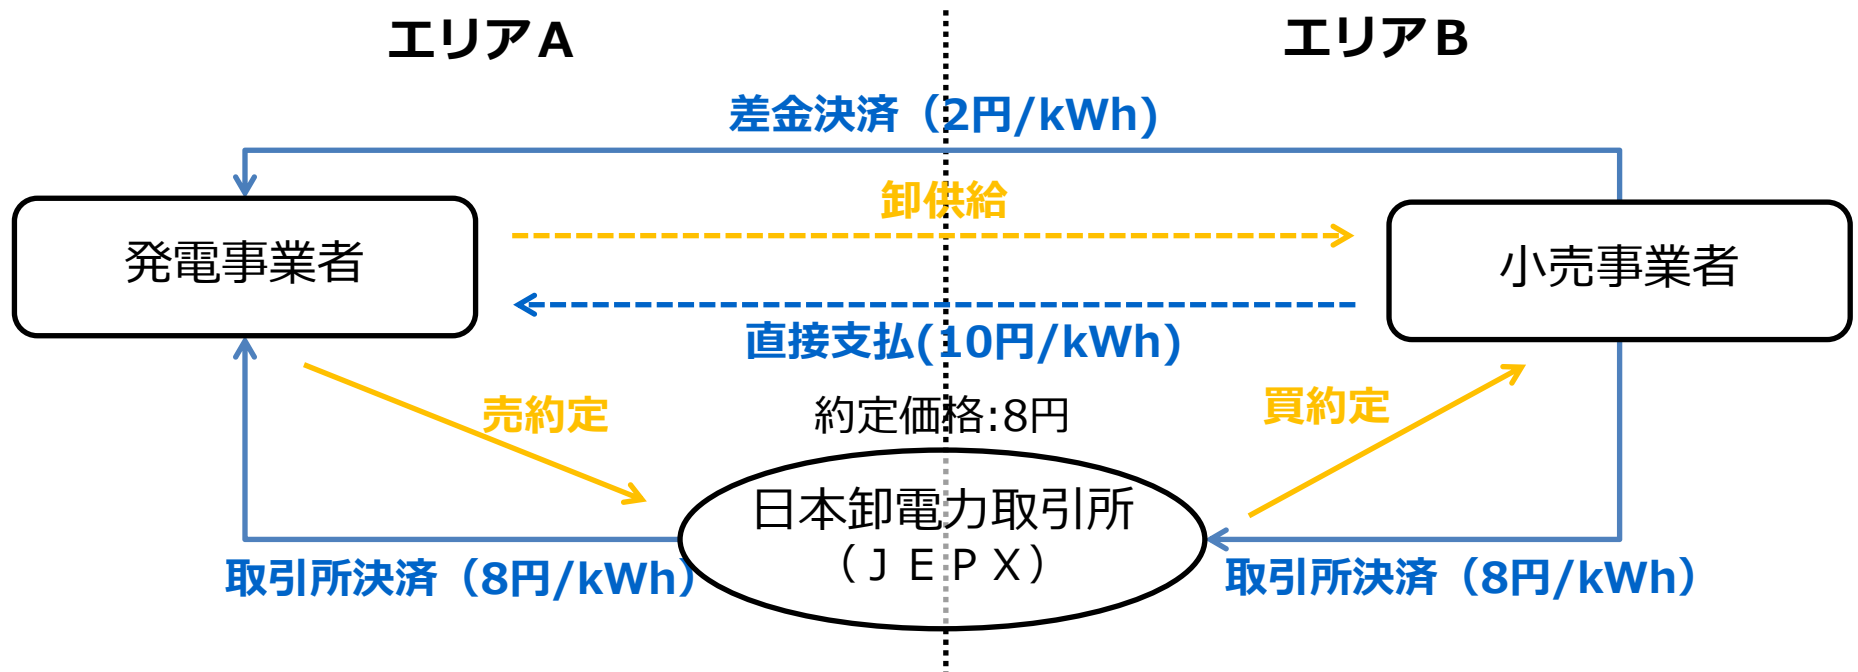 エリアA
エリアB
差金決済（2円/kWh)
卸供給
発電事業者
小売事業者
直接支払(10円/kWh)
売約定
約定価格:8円
買約定
日本卸電力取引所
（ＪＥＰＸ）
取引所決済（8円/kWh）
取引所決済（8円/kWh）